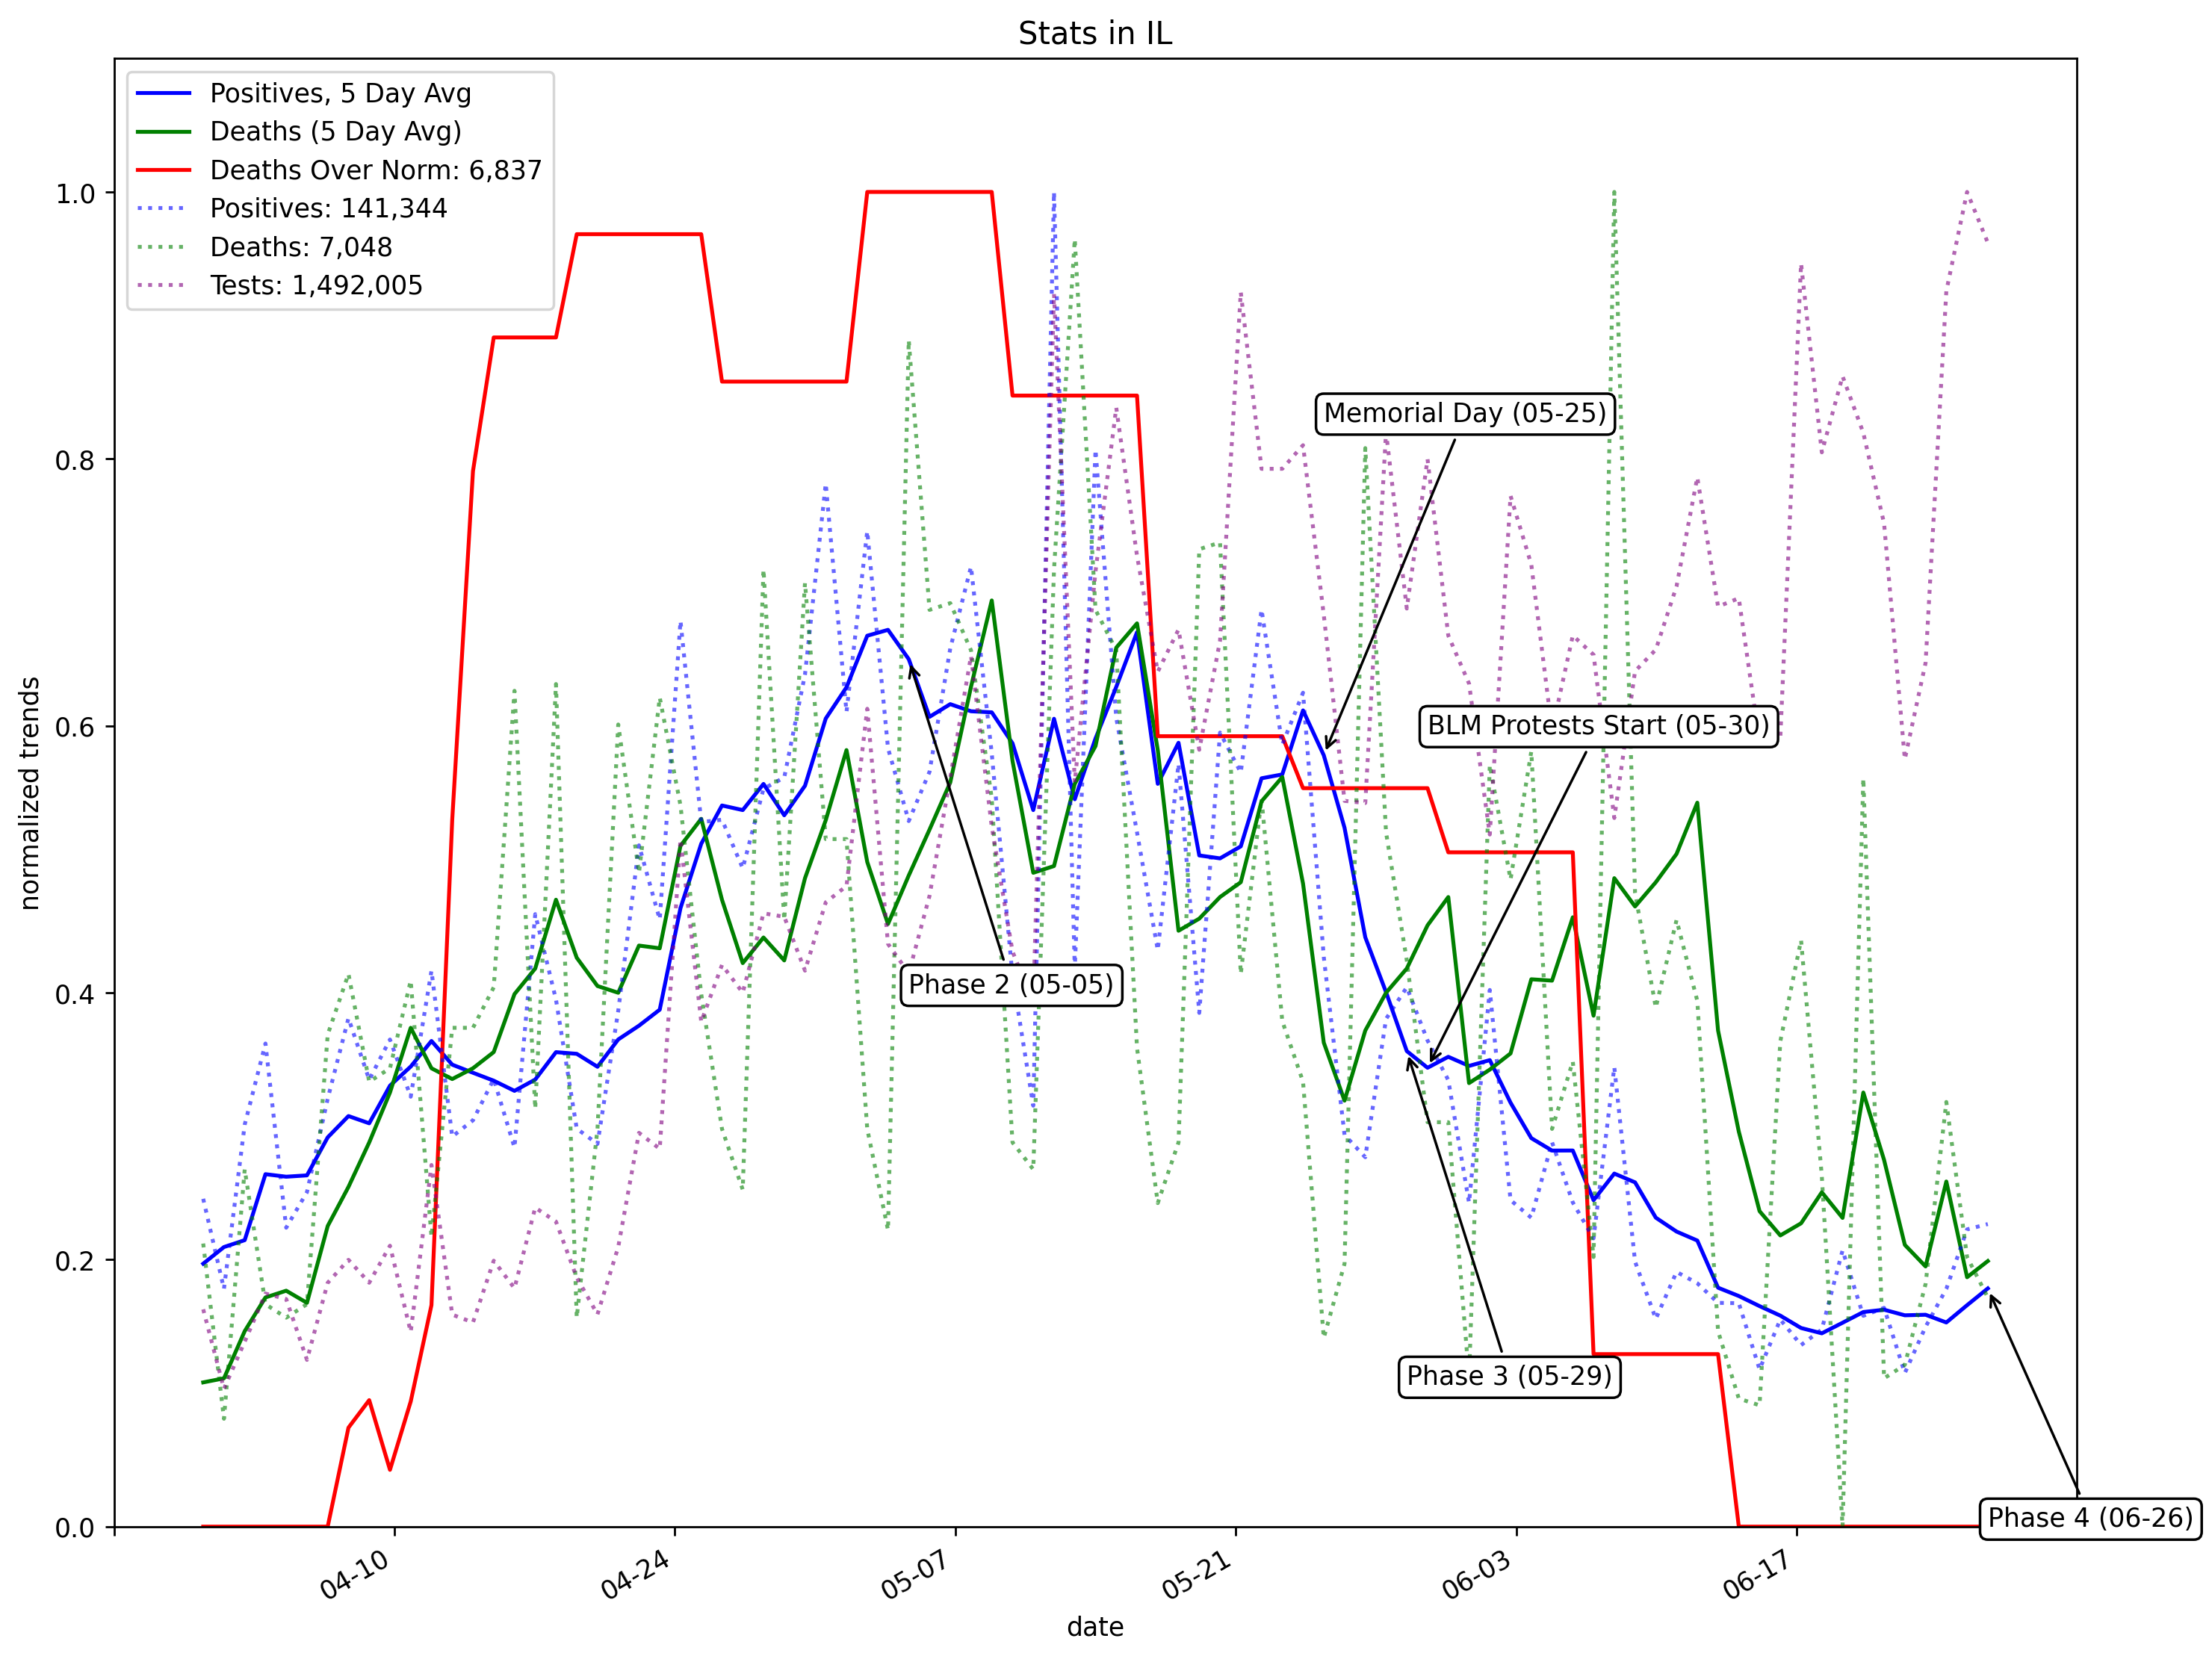 Stats in IL
Positives, 5 Day Avg
Deaths (5 Day Avg)
Deaths Over Norm: 6,837
Positives: 141,344
Deaths: 7,048
Tests: 1,492,005
1.0
0.8
0.6
0.4
0.2
0.0
normalized trends
Memorial Day (05-25)
BLM Protests Start (05-30)
Phase 2 (05-05)
Phase 3 (05-29)
Phase 4 (06-26)
04-10
04-24
05-07
05-21
06-03
06-17
date